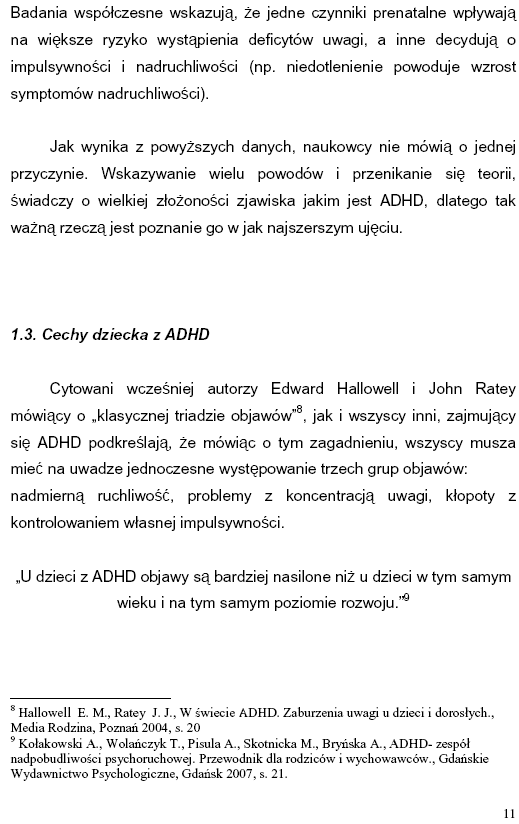 Badania współczesne wskazują, że jedne czynniki prenatalne wpływają
na większe ryzyko wystąpienia deficytów uwagi, a inne decydują o
impulsywności i nadruchliwości (np. niedotlenienie powoduje wzrost
symptomów nadruchliwości).
Jak wynika z powyższych danych, naukowcy nie mówią o jednej
przyczynie. Wskazywanie wielu powodów i przenikanie się teorii,
świadczy o wielkiej złożoności zjawiska jakim jest ADHD, dlatego tak
ważną rzeczą jest poznanie go w jak najszerszym ujęciu.
1.3. Cechy dziecka z ADHD
Cytowani wcześniej autorzy Edward Hallowell i John Ratey
mówiący o „klasycznej triadzie objawów”⁸, jak i wszyscy inni, zajmujący
się ADHD podkreślają, że mówiąc o tym zagadnieniu, wszyscy musza
mieć na uwadze jednoczesne występowanie trzech grup objawów:
nadmierną ruchliwość, problemy z koncentracją uwagi, kłopoty z
kontrolowaniem własnej impulsywności.
„U dzieci z ADHD objawy są bardziej nasilone niż u dzieci w tym samym
wieku i na tym samym poziomie rozwoju.”⁹
⁸ Hallowell E. M., Ratey J. J., W świecie ADHD. Zaburzenia uwagi u dzieci i dorosłych.,
Media Rodzina, Poznań 2004, s. 20
⁹ Kołakowski A., Wolańczyk T., Pisula A., Skotnicka M., Bryńska A., ADHD- zespół
nadpobudliwości psychoruchowej. Przewodnik dla rodziców i wychowawców., Gdańskie
Wydawnictwo Psychologiczne, Gdańsk 2007, s. 21.
11